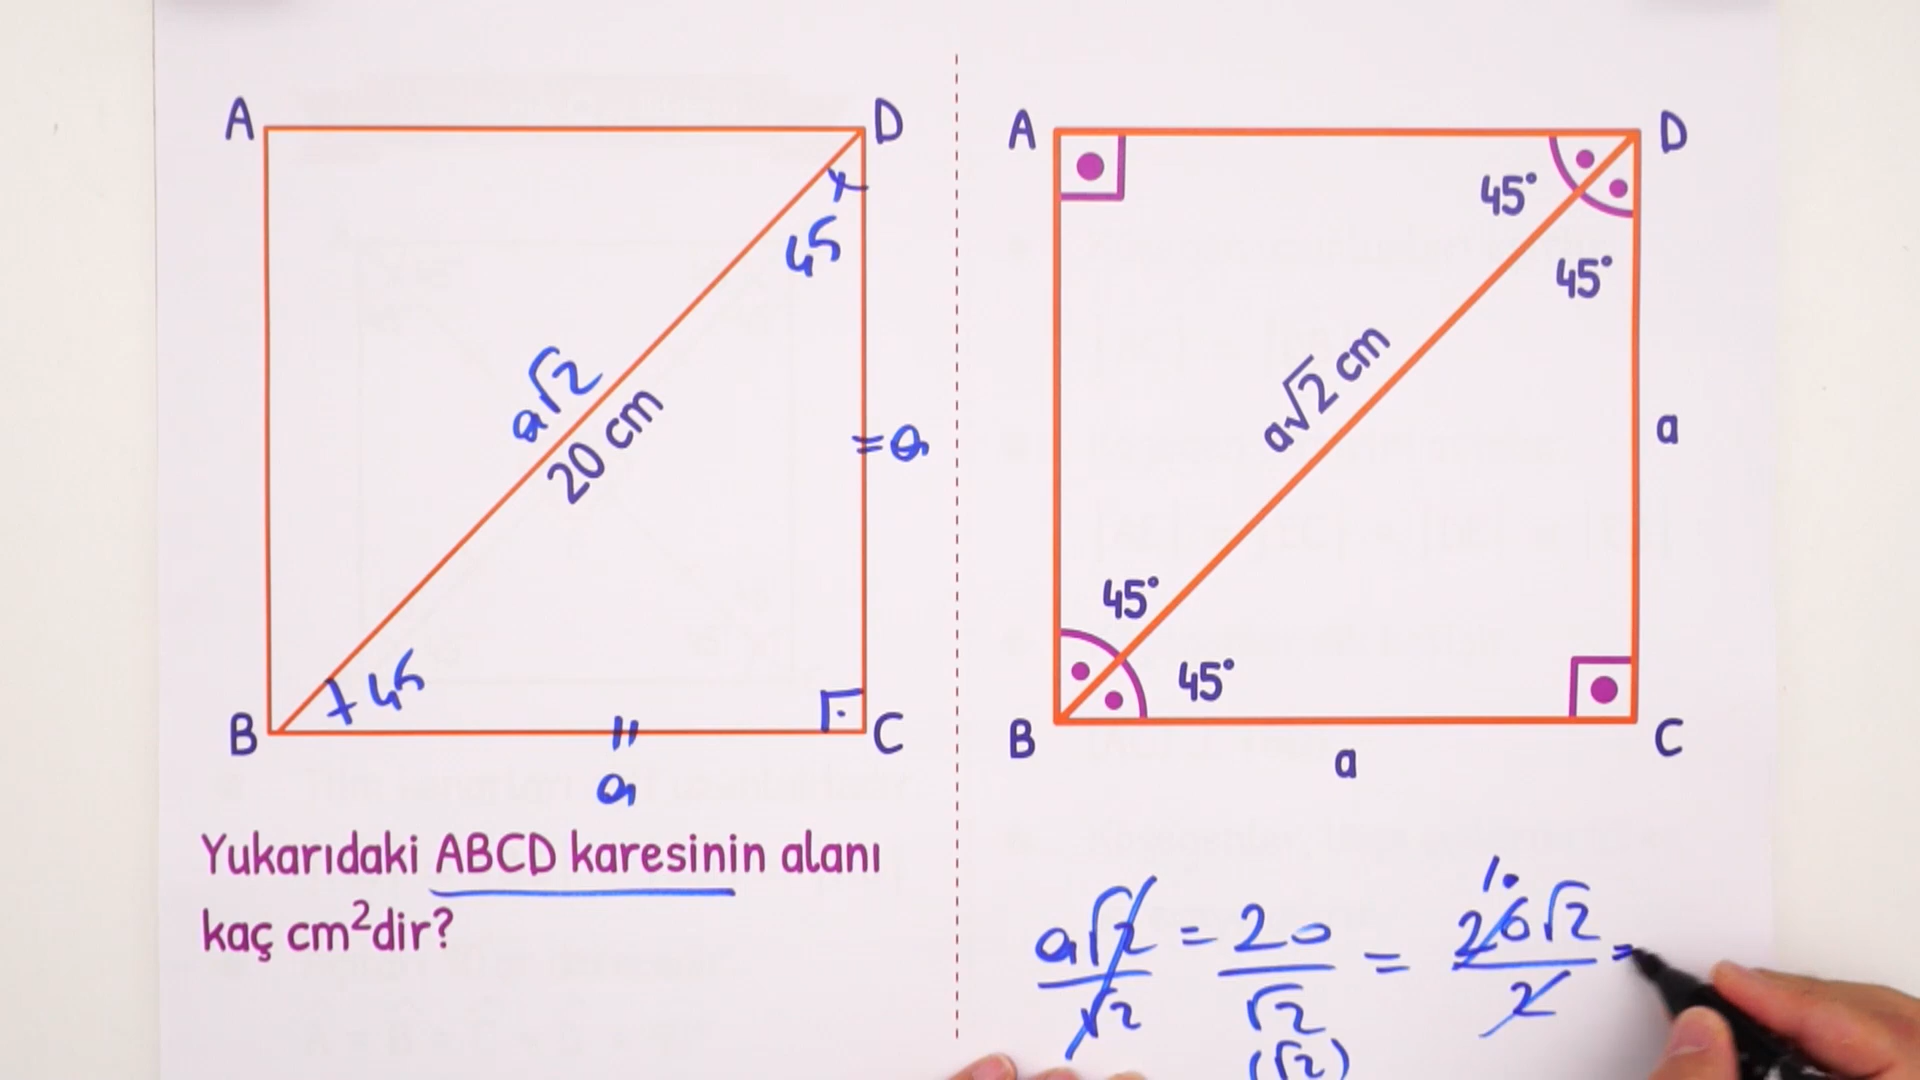 A
D
45
a√2
20 cm
= a
45
B
C
a
Yukarıdaki ABCD karesinin alanı
kaç cm²dir?
A
D
45°
45°
a√2 cm
a
45°
45°
B
C
a
a√2/√2 = 20/√2 = 20√2/2 =
10
(√2)